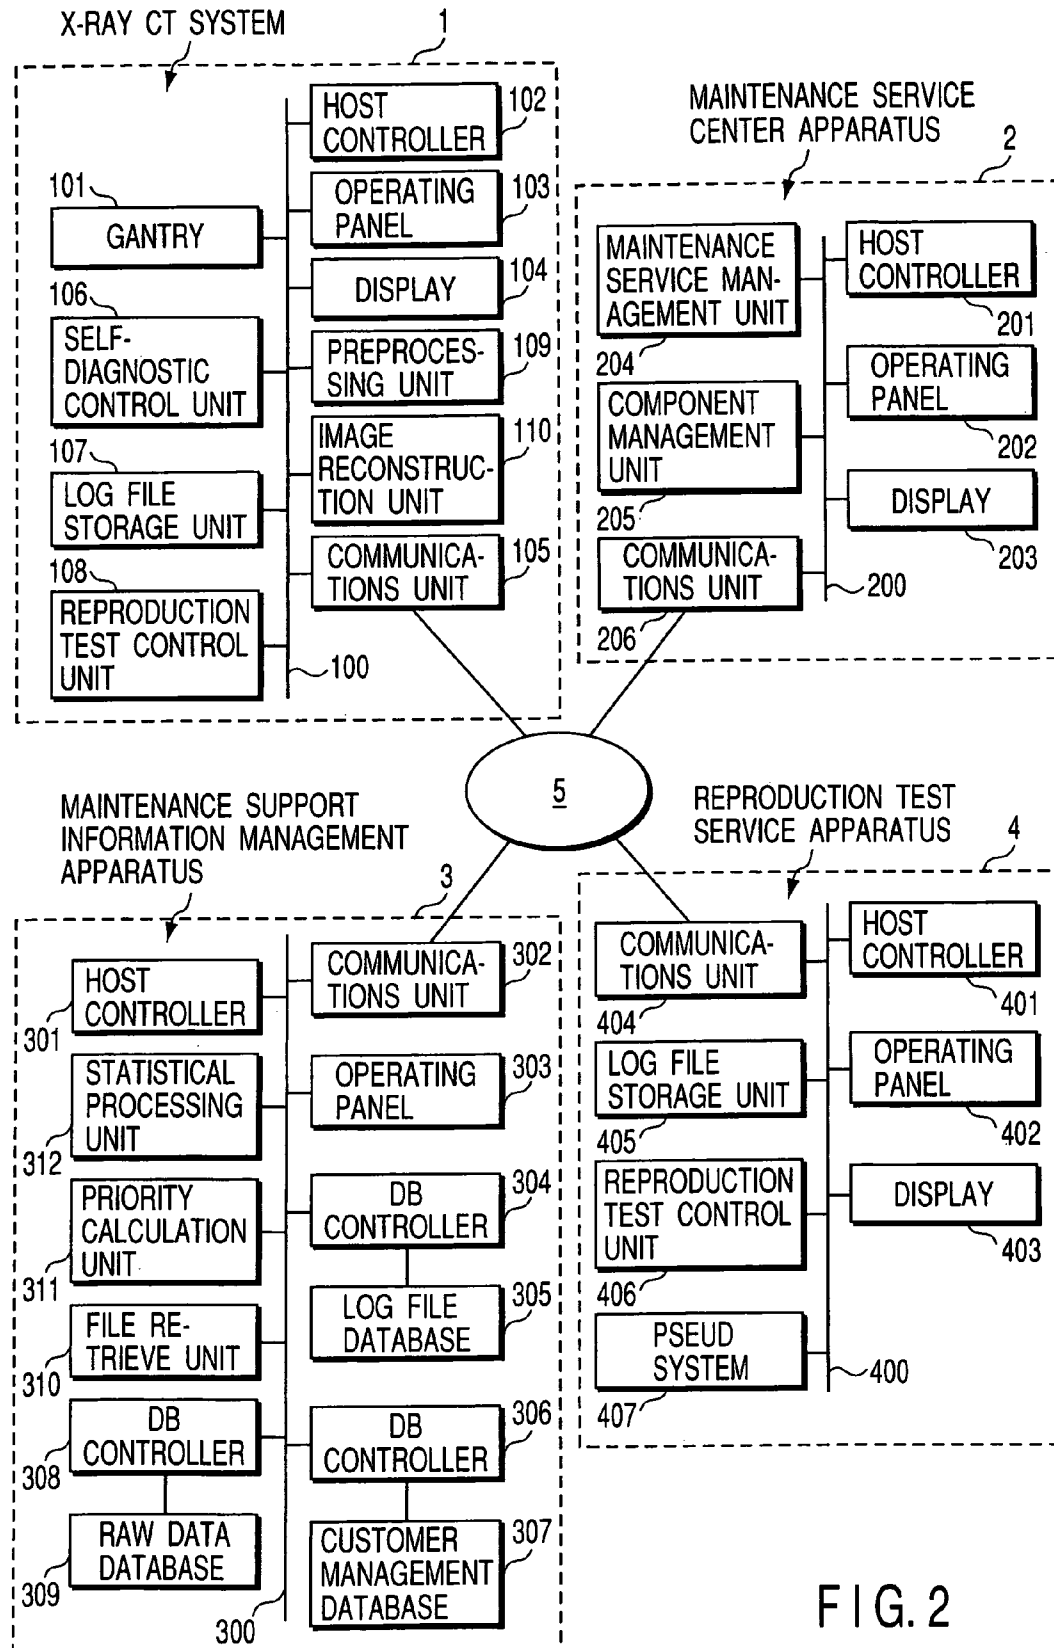 X-RAY CT SYSTEM
1
HOST
CONTROLLER
102
OPERATING
PANEL
103
101
GANTRY
DISPLAY
104
106
SELF-
DIAGNOSTIC
CONTROL UNIT
PREPROCES-
SING UNIT
109
IMAGE
RECONSTRUC-
TION UNIT
110
107
LOG FILE
STORAGE UNIT
COMMUNICA-
TIONS UNIT
105
108
REPRODUCTION
TEST CONTROL
UNIT
100
MAINTENANCE SERVICE
CENTER APPARATUS
2
MAINTENANCE
SERVICE MAN-
AGEMENT UNIT
204
HOST
CONTROLLER
201
COMPONENT
MANAGEMENT
UNIT
205
OPERATING
PANEL
202
DISPLAY
203
COMMUNICA-
TIONS UNIT
206
200
5
MAINTENANCE SUPPORT
INFORMATION MANAGEMENT
APPARATUS
3
HOST
CONTROLLER
301
COMMUNICA-
TIONS UNIT
302
STATISTICAL
PROCESSING
UNIT
312
OPERATING
PANEL
303
PRIORITY
CALCULATION
UNIT
311
DB
CONTROLLER
304
FILE RE-
TRIEVE UNIT
310
LOG FILE
DATABASE
305
DB
CONTROLLER
308
DB
CONTROLLER
306
RAW DATA
DATABASE
309
CUSTOMER
MANAGEMENT
DATABASE
307
300
REPRODUCTION TEST
SERVICE APPARATUS
4
COMMUNICA-
TIONS UNIT
404
HOST
CONTROLLER
401
LOG FILE
STORAGE UNIT
405
OPERATING
PANEL
402
REPRODUCTION
TEST CONTROL
UNIT
406
DISPLAY
403
PSEUD
SYSTEM
407
400
FIG. 2